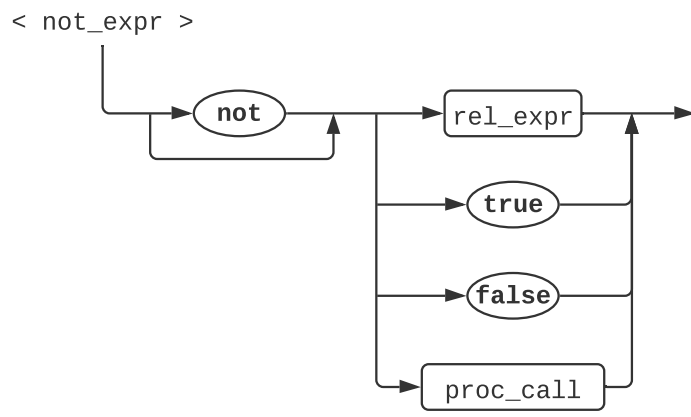 < not_expr >
not
rel_expr
true
false
proc_call